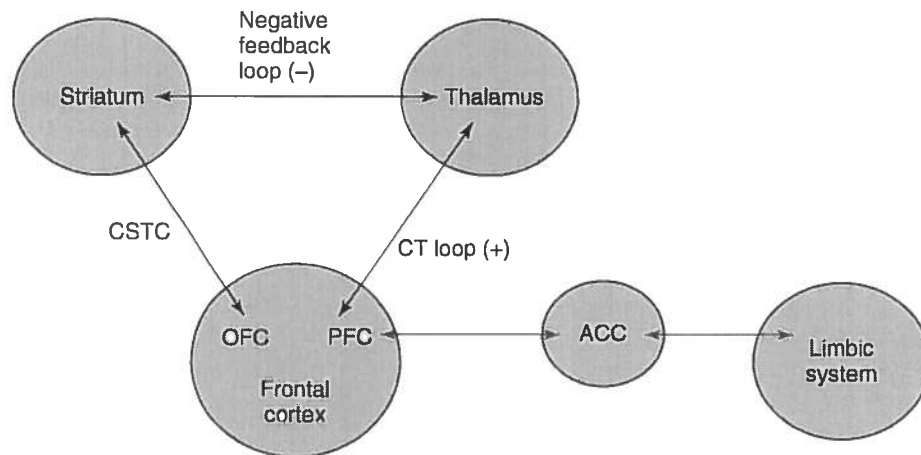 Negative
feedback
loop (–)
Striatum
Thalamus
CSTC
CT loop (+)
OFC
PFC
ACC
Limbic
system
Frontal
cortex